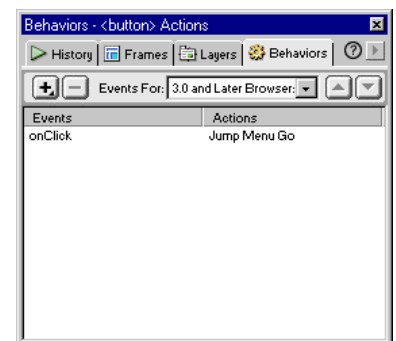 Behaviors - <button> Actions
History Frames Layers Behaviors
Events For: 3.0 and Later Browser:
Events Actions
onClick Jump Menu Go